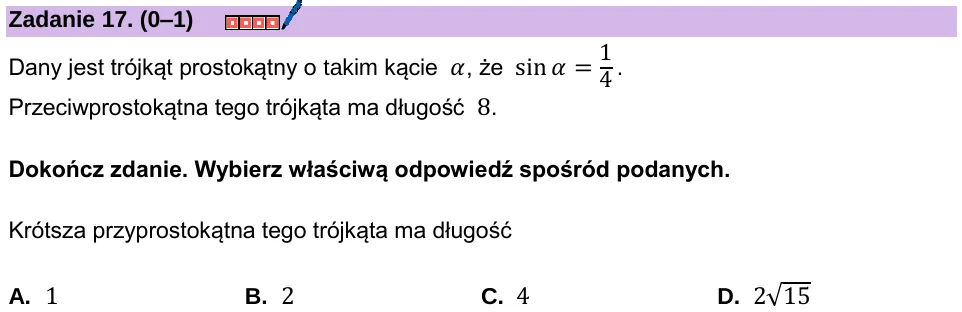 Zadanie 17. (0–1)
Dany jest trójkąt prostokątny o takim kącie α, że sin α = 1/4.
Przeciwprostokątna tego trójkąta ma długość 8.
Dokończ zdanie. Wybierz właściwą odpowiedź spośród podanych.
Krótsza przyprostokątna tego trójkąta ma długość
A. 1 B. 2 C. 4 D. 2√15